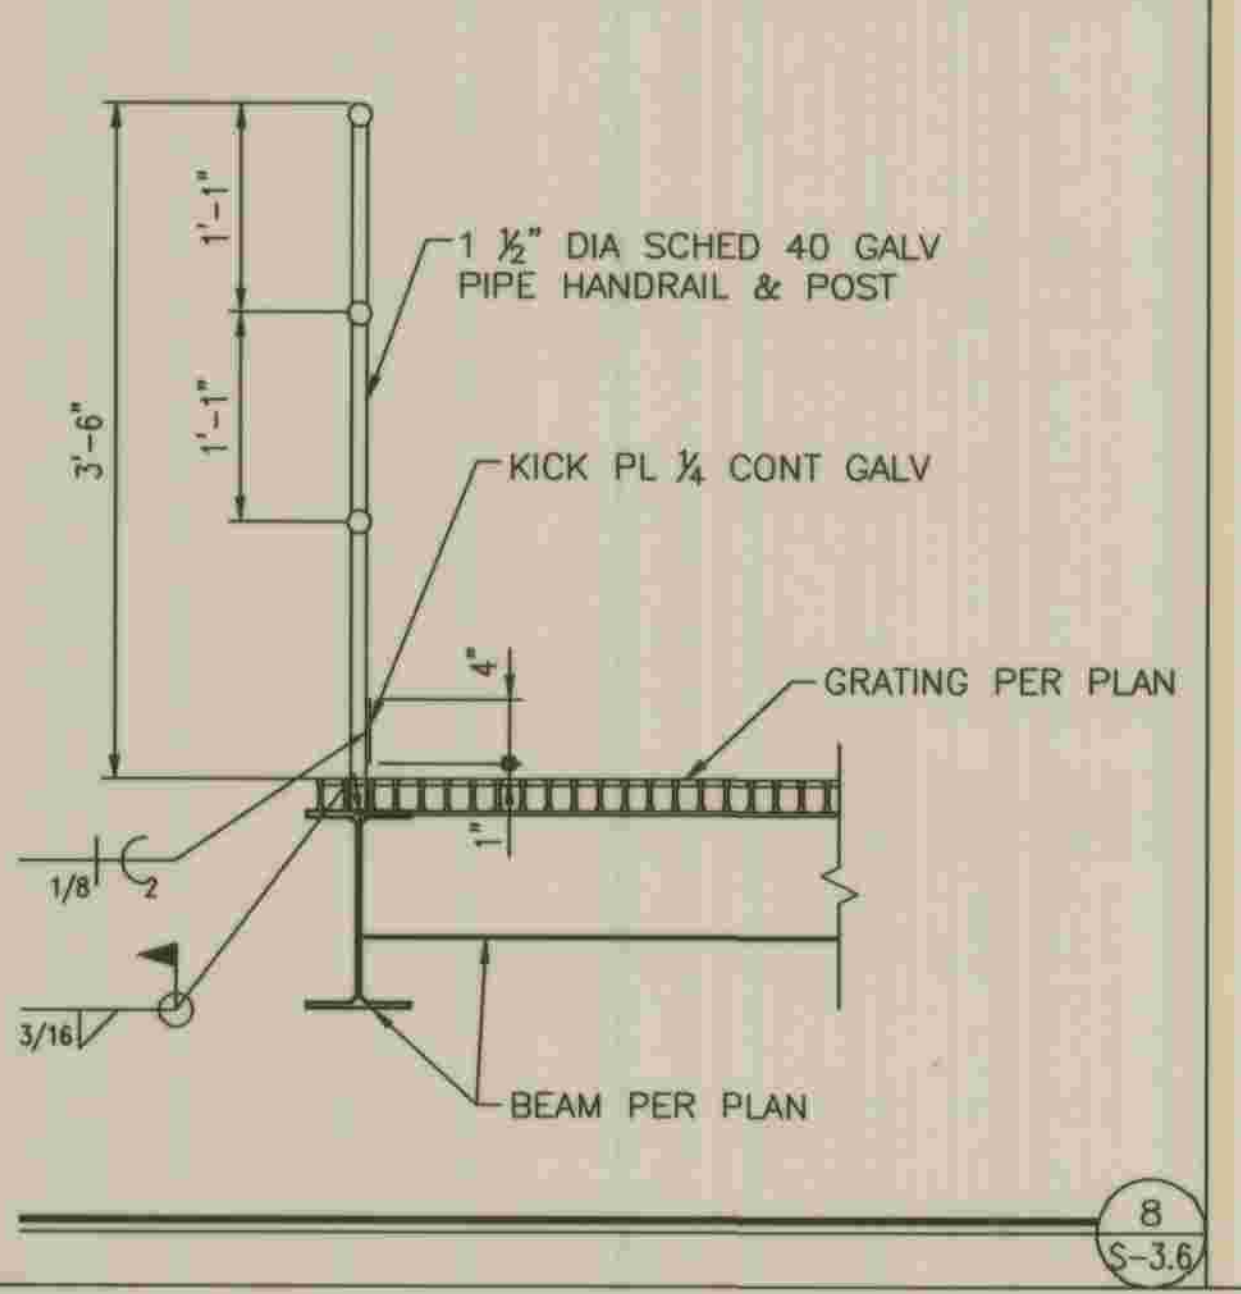 1'-1"
1 ½" DIA SCHED 40 GALV
PIPE HANDRAIL & POST
3'-6"
1'-1"
KICK PL ¼ CONT GALV
4"
GRATING PER PLAN
1"
1/8
2
3/16
BEAM PER PLAN
8
S-3.6